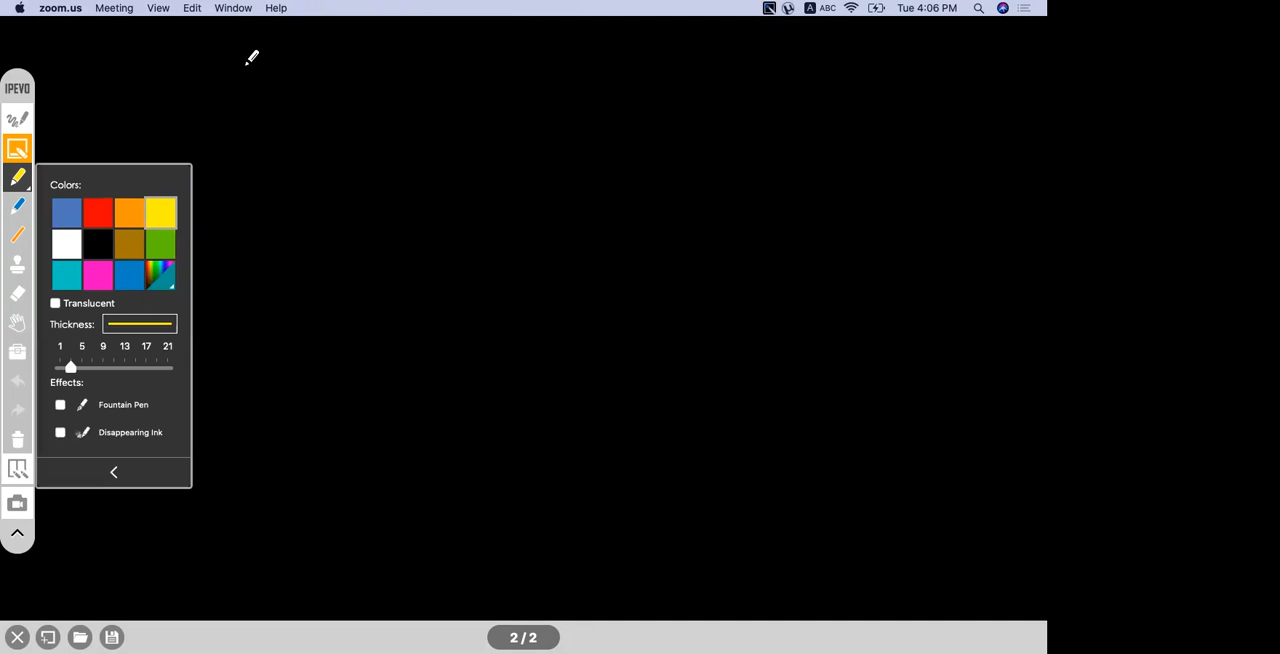 zoom.us Meeting View Edit Window Help A ABC Tue 4:06 PM
IPEVO
Colors:
Translucent
Thickness:
1 5 9 13 17 21
Effects:
Fountain Pen
Disappearing Ink
2 / 2